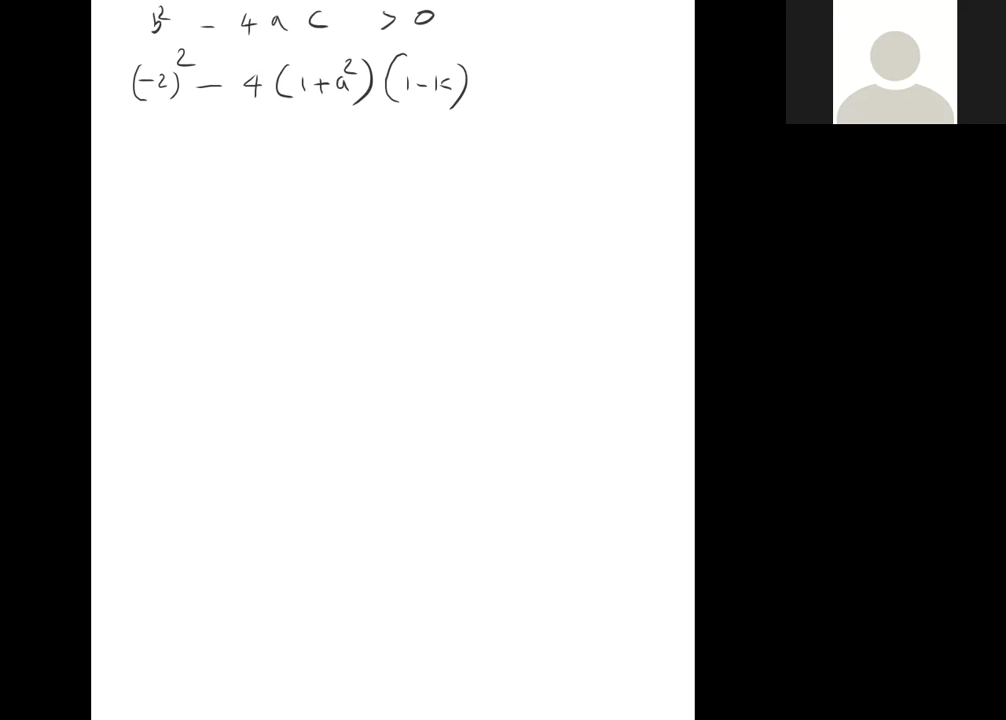 b² - 4ac > 0
(-2)² - 4(1+a²)(1-k)